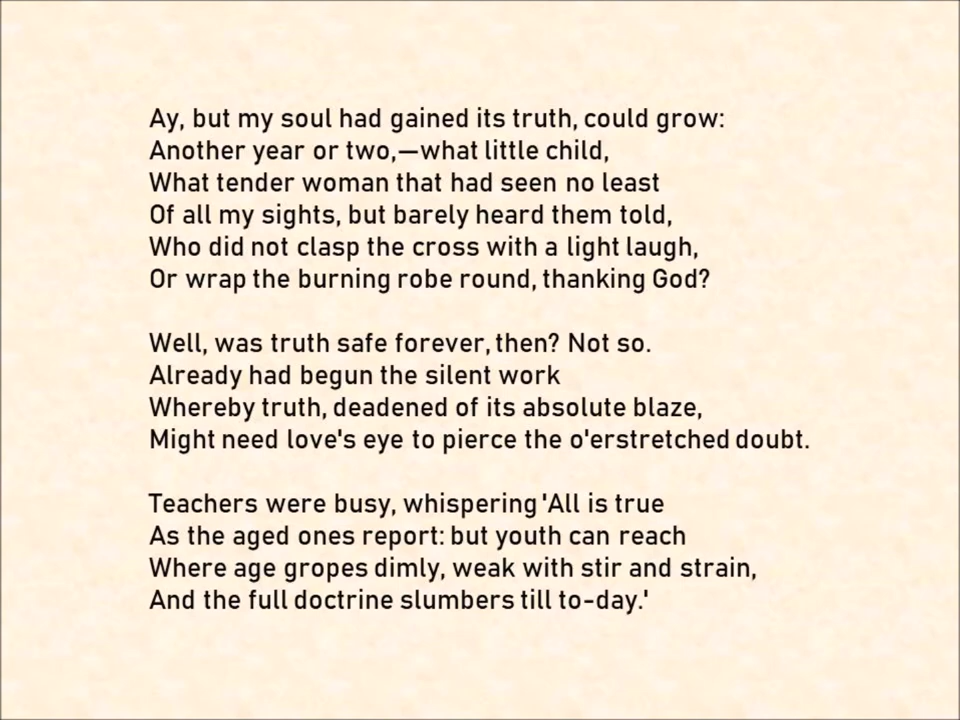 Ay, but my soul had gained its truth, could grow:
Another year or two,—what little child,
What tender woman that had seen no least
Of all my sights, but barely heard them told,
Who did not clasp the cross with a light laugh,
Or wrap the burning robe round, thanking God?

Well, was truth safe forever, then? Not so.
Already had begun the silent work
Whereby truth, deadened of its absolute blaze,
Might need love's eye to pierce the o'erstretched doubt.

Teachers were busy, whispering 'All is true
As the aged ones report: but youth can reach
Where age gropes dimly, weak with stir and strain,
And the full doctrine slumbers till to-day.'